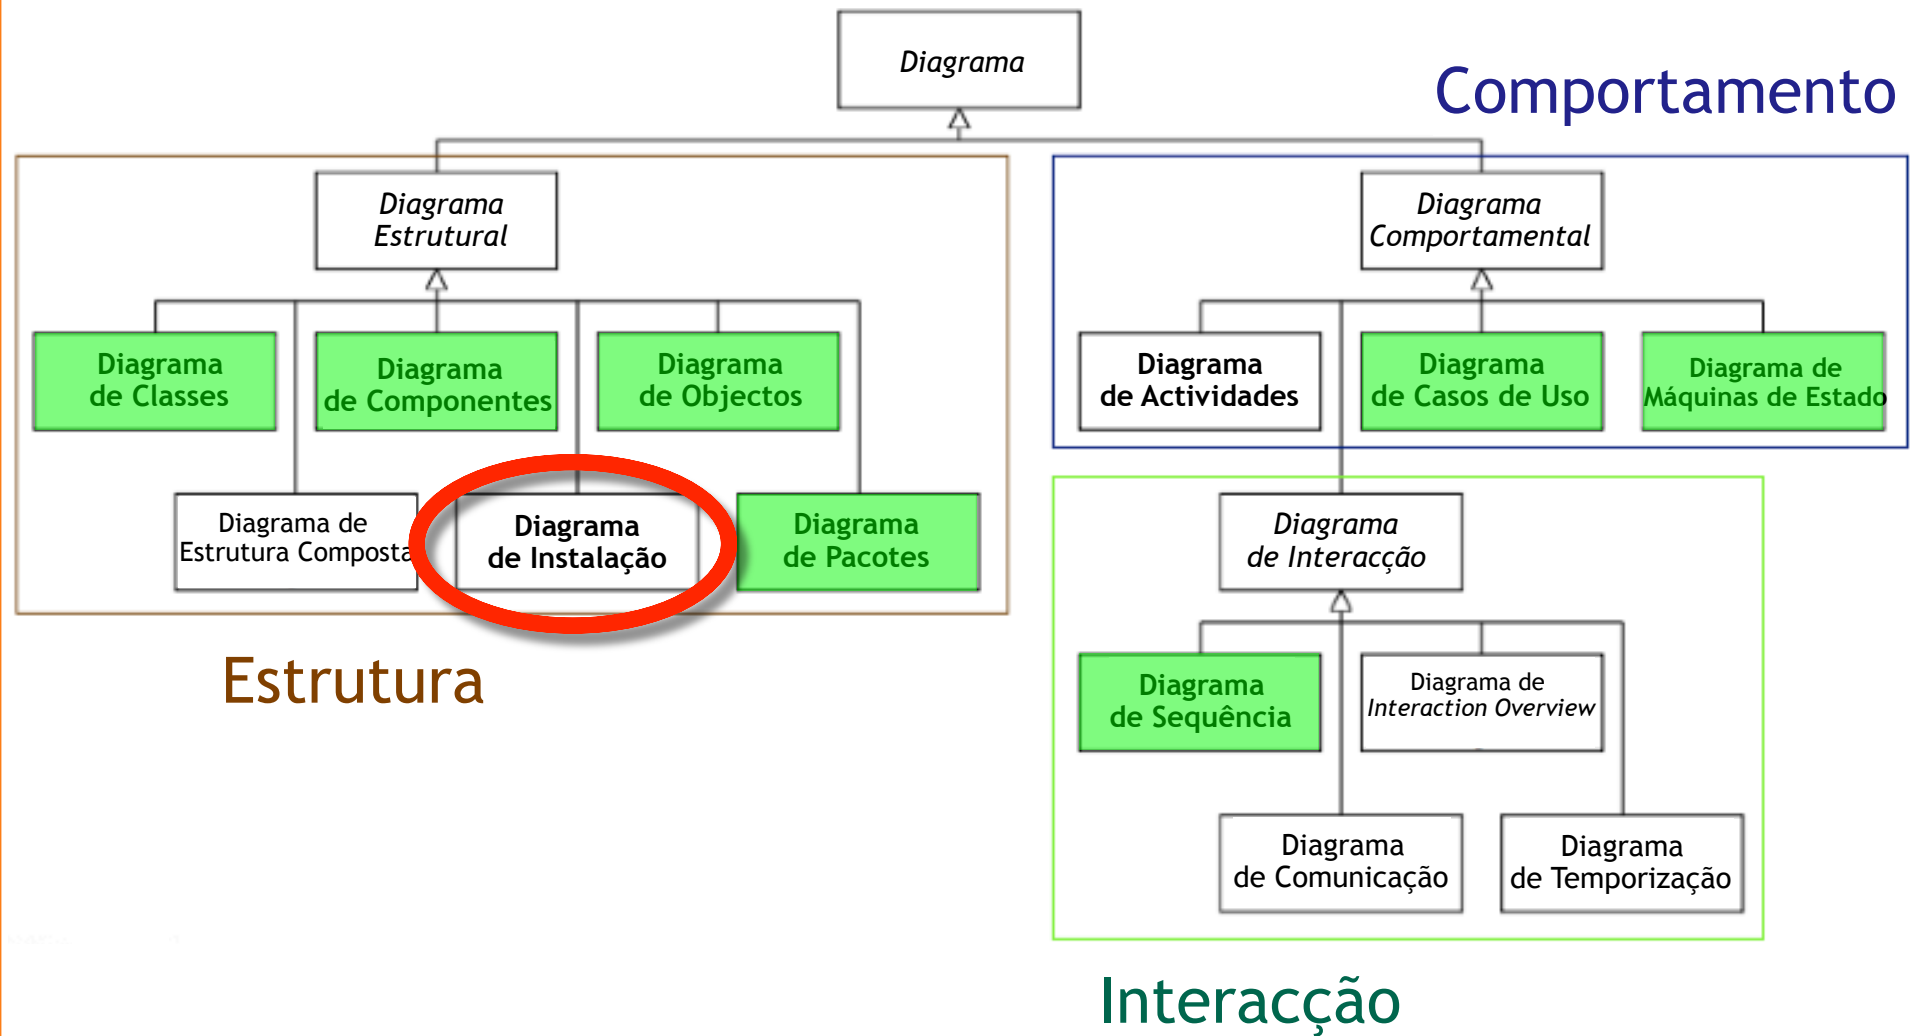 Diagrama
Comportamento
Diagrama
Estrutural
Diagrama
Comportamental
Diagrama
de Classes
Diagrama
de Componentes
Diagrama
de Objectos
Diagrama
de Actividades
Diagrama
de Casos de Uso
Diagrama de
Máquinas de Estado
Diagrama de
Estrutura Composta
Diagrama
de Instalação
Diagrama
de Pacotes
Diagrama
de Interacção
Estrutura
Diagrama
de Sequência
Diagrama de
Interaction Overview
Diagrama
de Comunicação
Diagrama
de Temporização
Interacção